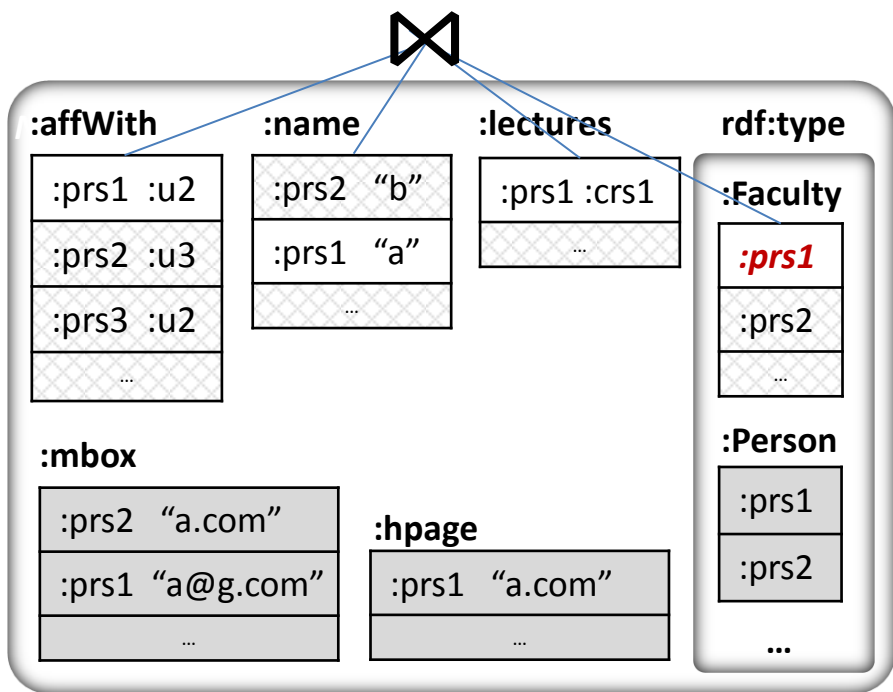 ⋈
:affWith
:prs1 :u2
:prs2 :u3
:prs3 :u2
...
:name
:prs2 “b”
:prs1 “a”
...
:lectures
:prs1 :crs1
...
rdf:type
:Faculty
:prs1
:prs2
...
:Person
:prs1
:prs2
...
:mbox
:prs2 “a.com”
:prs1 “a@g.com”
...
:hpage
:prs1 “a.com”
...